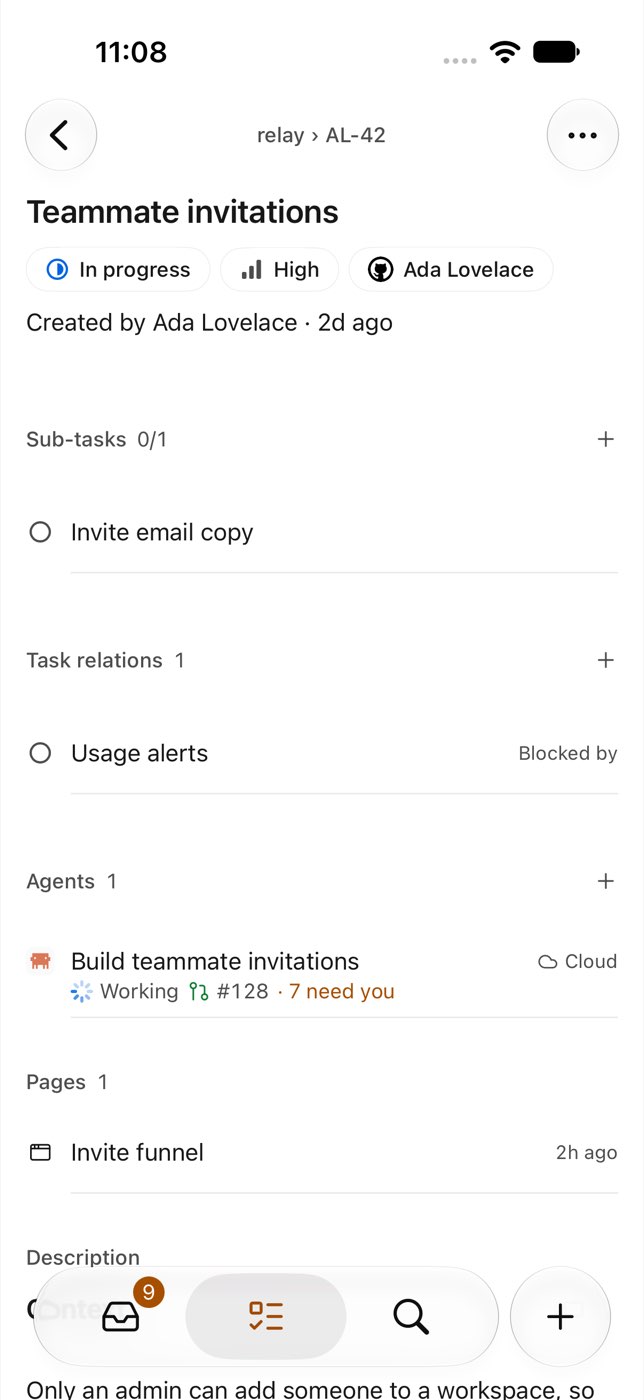 11:08
relay › AL-42
Teammate invitations
In progress
High
Ada Lovelace
Created by Ada Lovelace · 2d ago
Sub-tasks 0/1
Invite email copy
Task relations 1
Usage alerts
Blocked by
Agents 1
Build teammate invitations
Cloud
Working #128 · 7 need you
Pages 1
Invite funnel
2h ago
Description
9
Only an admin can add someone to a workspace, so